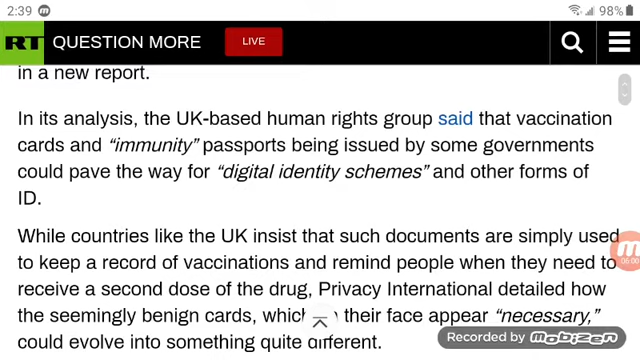 2:39 98%
RT QUESTION MORE LIVE
in a new report.
In its analysis, the UK-based human rights group said that vaccination
cards and “immunity” passports being issued by some governments
could pave the way for “digital identity schemes” and other forms of
ID.
While countries like the UK insist that such documents are simply used
to keep a record of vaccinations and remind people when they need to
receive a second dose of the drug, Privacy International detailed how
the seemingly benign cards, which their face appear “necessary,”
could evolve into something quite different.
06:00
Recorded by mobizen